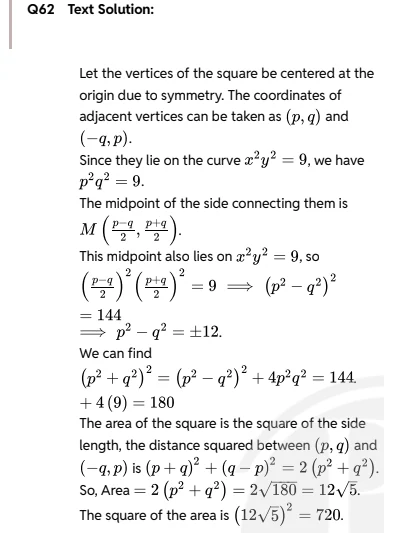 Q62 Text Solution:
Let the vertices of the square be centered at the
origin due to symmetry. The coordinates of
adjacent vertices can be taken as (p, q) and
(−q, p).
Since they lie on the curve x²y² = 9, we have
p²q² = 9.
The midpoint of the side connecting them is
M ((p−q)/2, (p+q)/2).
This midpoint also lies on x²y² = 9, so
((p−q)/2)² ((p+q)/2)² = 9 ⟹ (p² − q²)²
= 144
⟹ p² − q² = ±12.
We can find
(p² + q²)² = (p² − q²)² + 4p²q² = 144
+ 4 (9) = 180
The area of the square is the square of the side
length, the distance squared between (p, q) and
(−q, p) is (p + q)² + (q − p)² = 2 (p² + q²).
So, Area = 2 (p² + q²) = 2√180 = 12√5.
The square of the area is (12√5)² = 720.